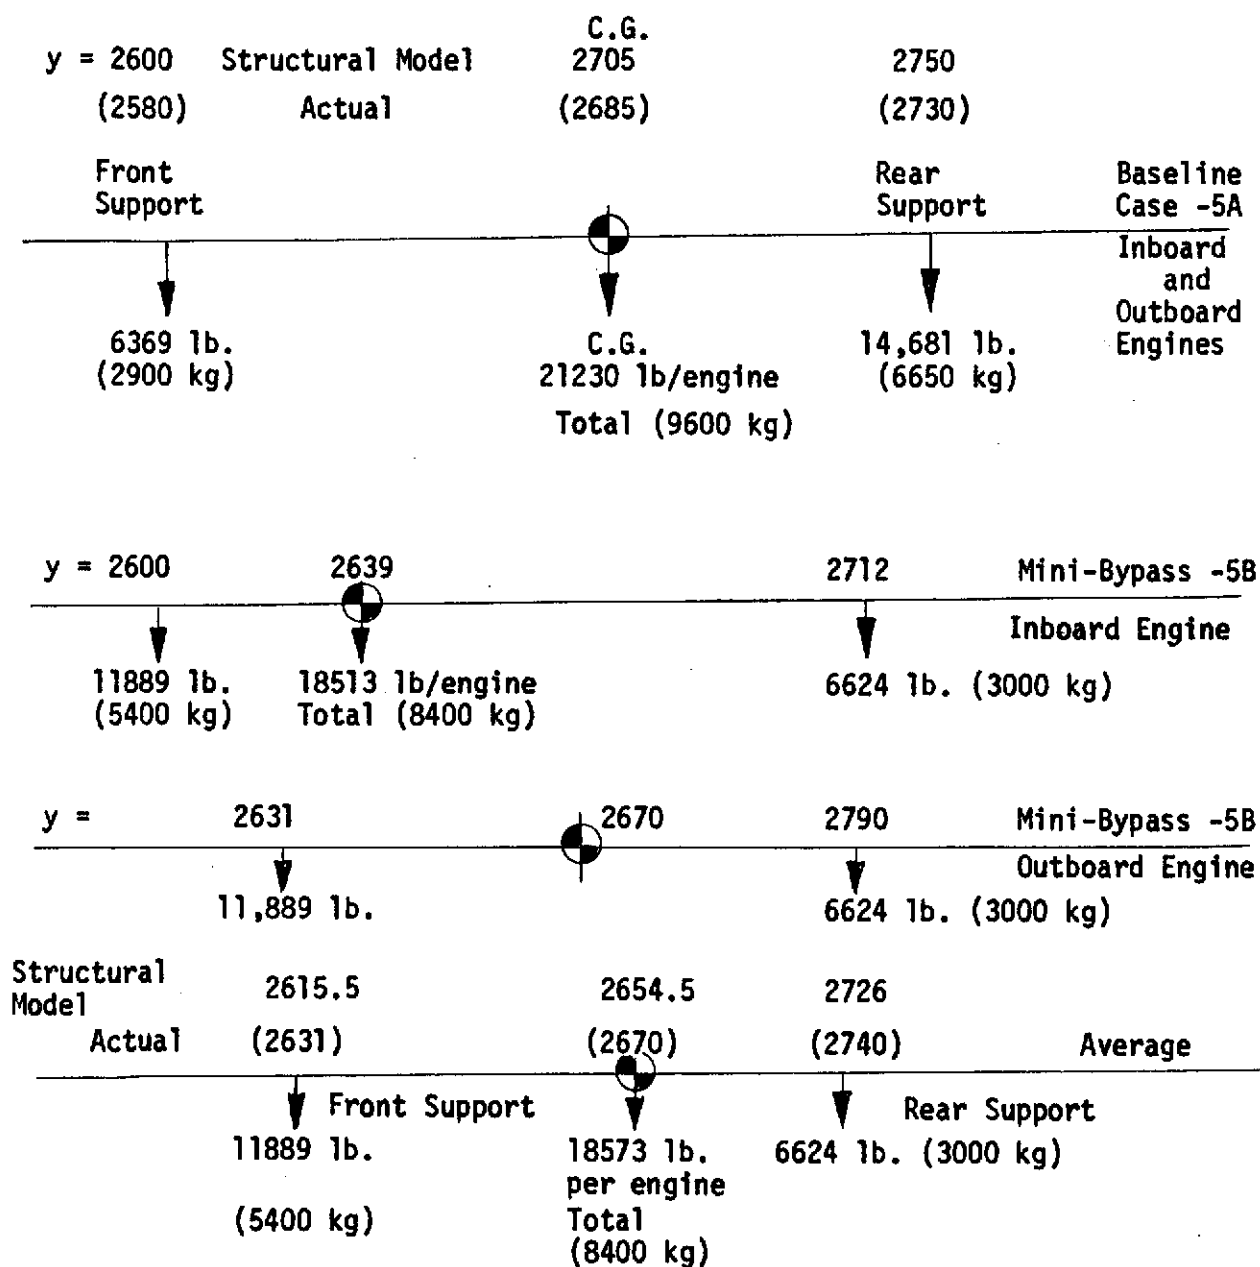 C.G.
y = 2600 Structural Model 2705 2750
(2580) Actual (2685) (2730)
Front Support
Rear Support
Baseline Case -5A
Inboard and Outboard Engines
6369 lb. C.G. 14,681 lb.
(2900 kg) 21230 lb/engine (6650 kg)
Total (9600 kg)
y = 2600 2639 2712 Mini-Bypass -5B
Inboard Engine
11889 lb. 18513 lb/engine 6624 lb. (3000 kg)
(5400 kg) Total (8400 kg)
y = 2631 2670 2790 Mini-Bypass -5B
Outboard Engine
11,889 lb. 6624 lb. (3000 kg)
Structural Model 2615.5 2654.5 2726
Actual (2631) (2670) (2740) Average
Front Support Rear Support
11889 lb. 18573 lb. 6624 lb. (3000 kg)
per engine
(5400 kg) Total
(8400 kg)